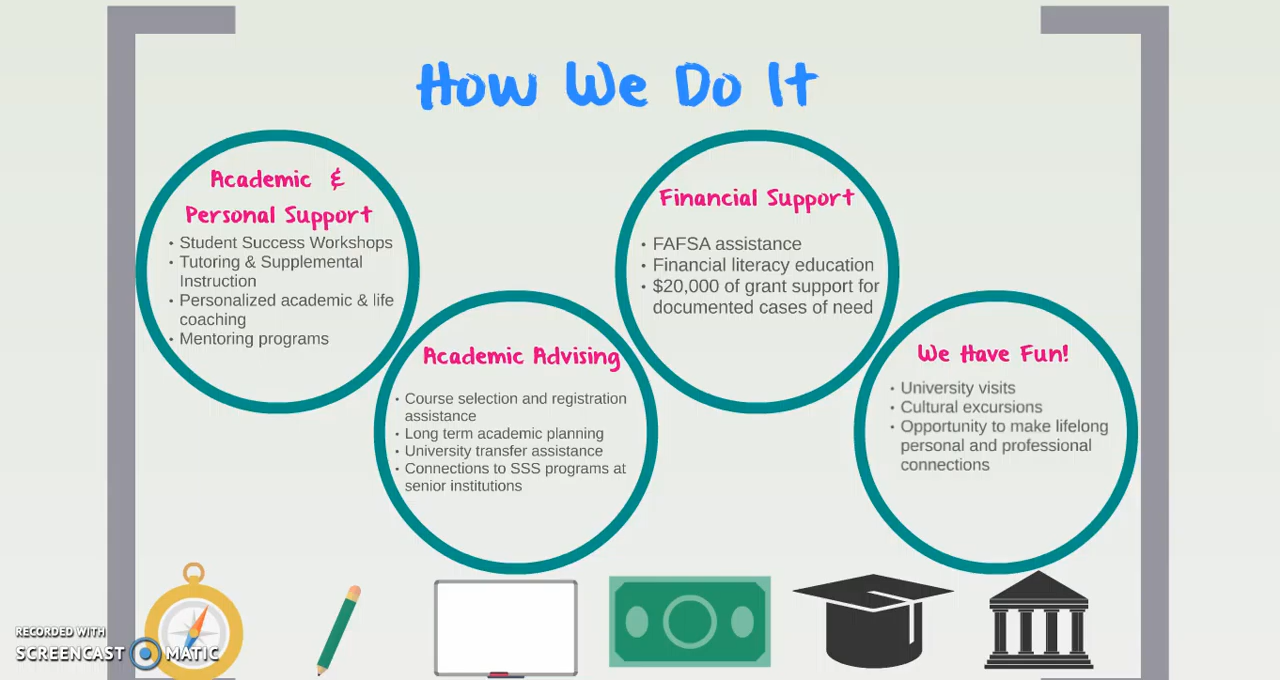 How We Do It
Academic &
Personal Support
• Student Success Workshops
• Tutoring & Supplemental
Instruction
• Personalized academic & life
coaching
• Mentoring programs
Academic Advising
• Course selection and registration
assistance
• Long term academic planning
• University transfer assistance
• Connections to SSS programs at
senior institutions
Financial Support
• FAFSA assistance
• Financial literacy education
• $20,000 of grant support for
documented cases of need
We Have Fun!
• University visits
• Cultural excursions
• Opportunity to make lifelong
personal and professional
connections
RECORDED WITH
SCREENCAST MATIC